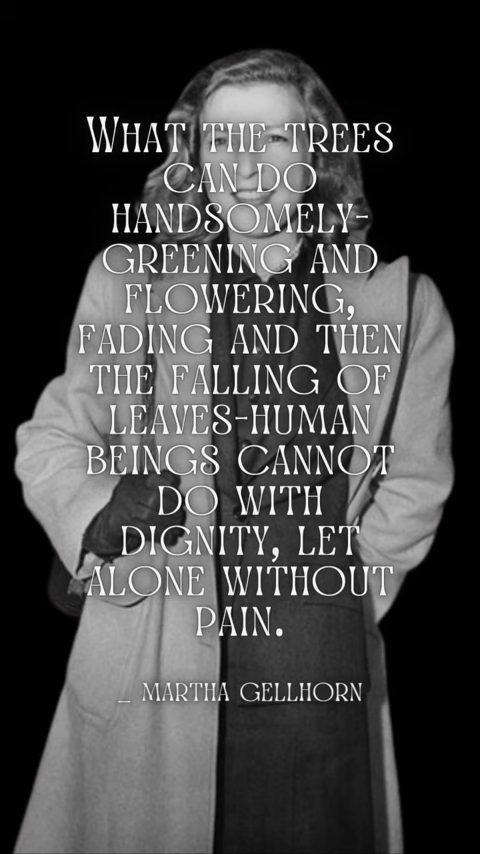 What the trees
can do
handsomely-
greening and
flowering,
fading and then
the falling of
leaves-human
beings cannot
do with
dignity, let
alone without
pain.
_ Martha Gellhorn